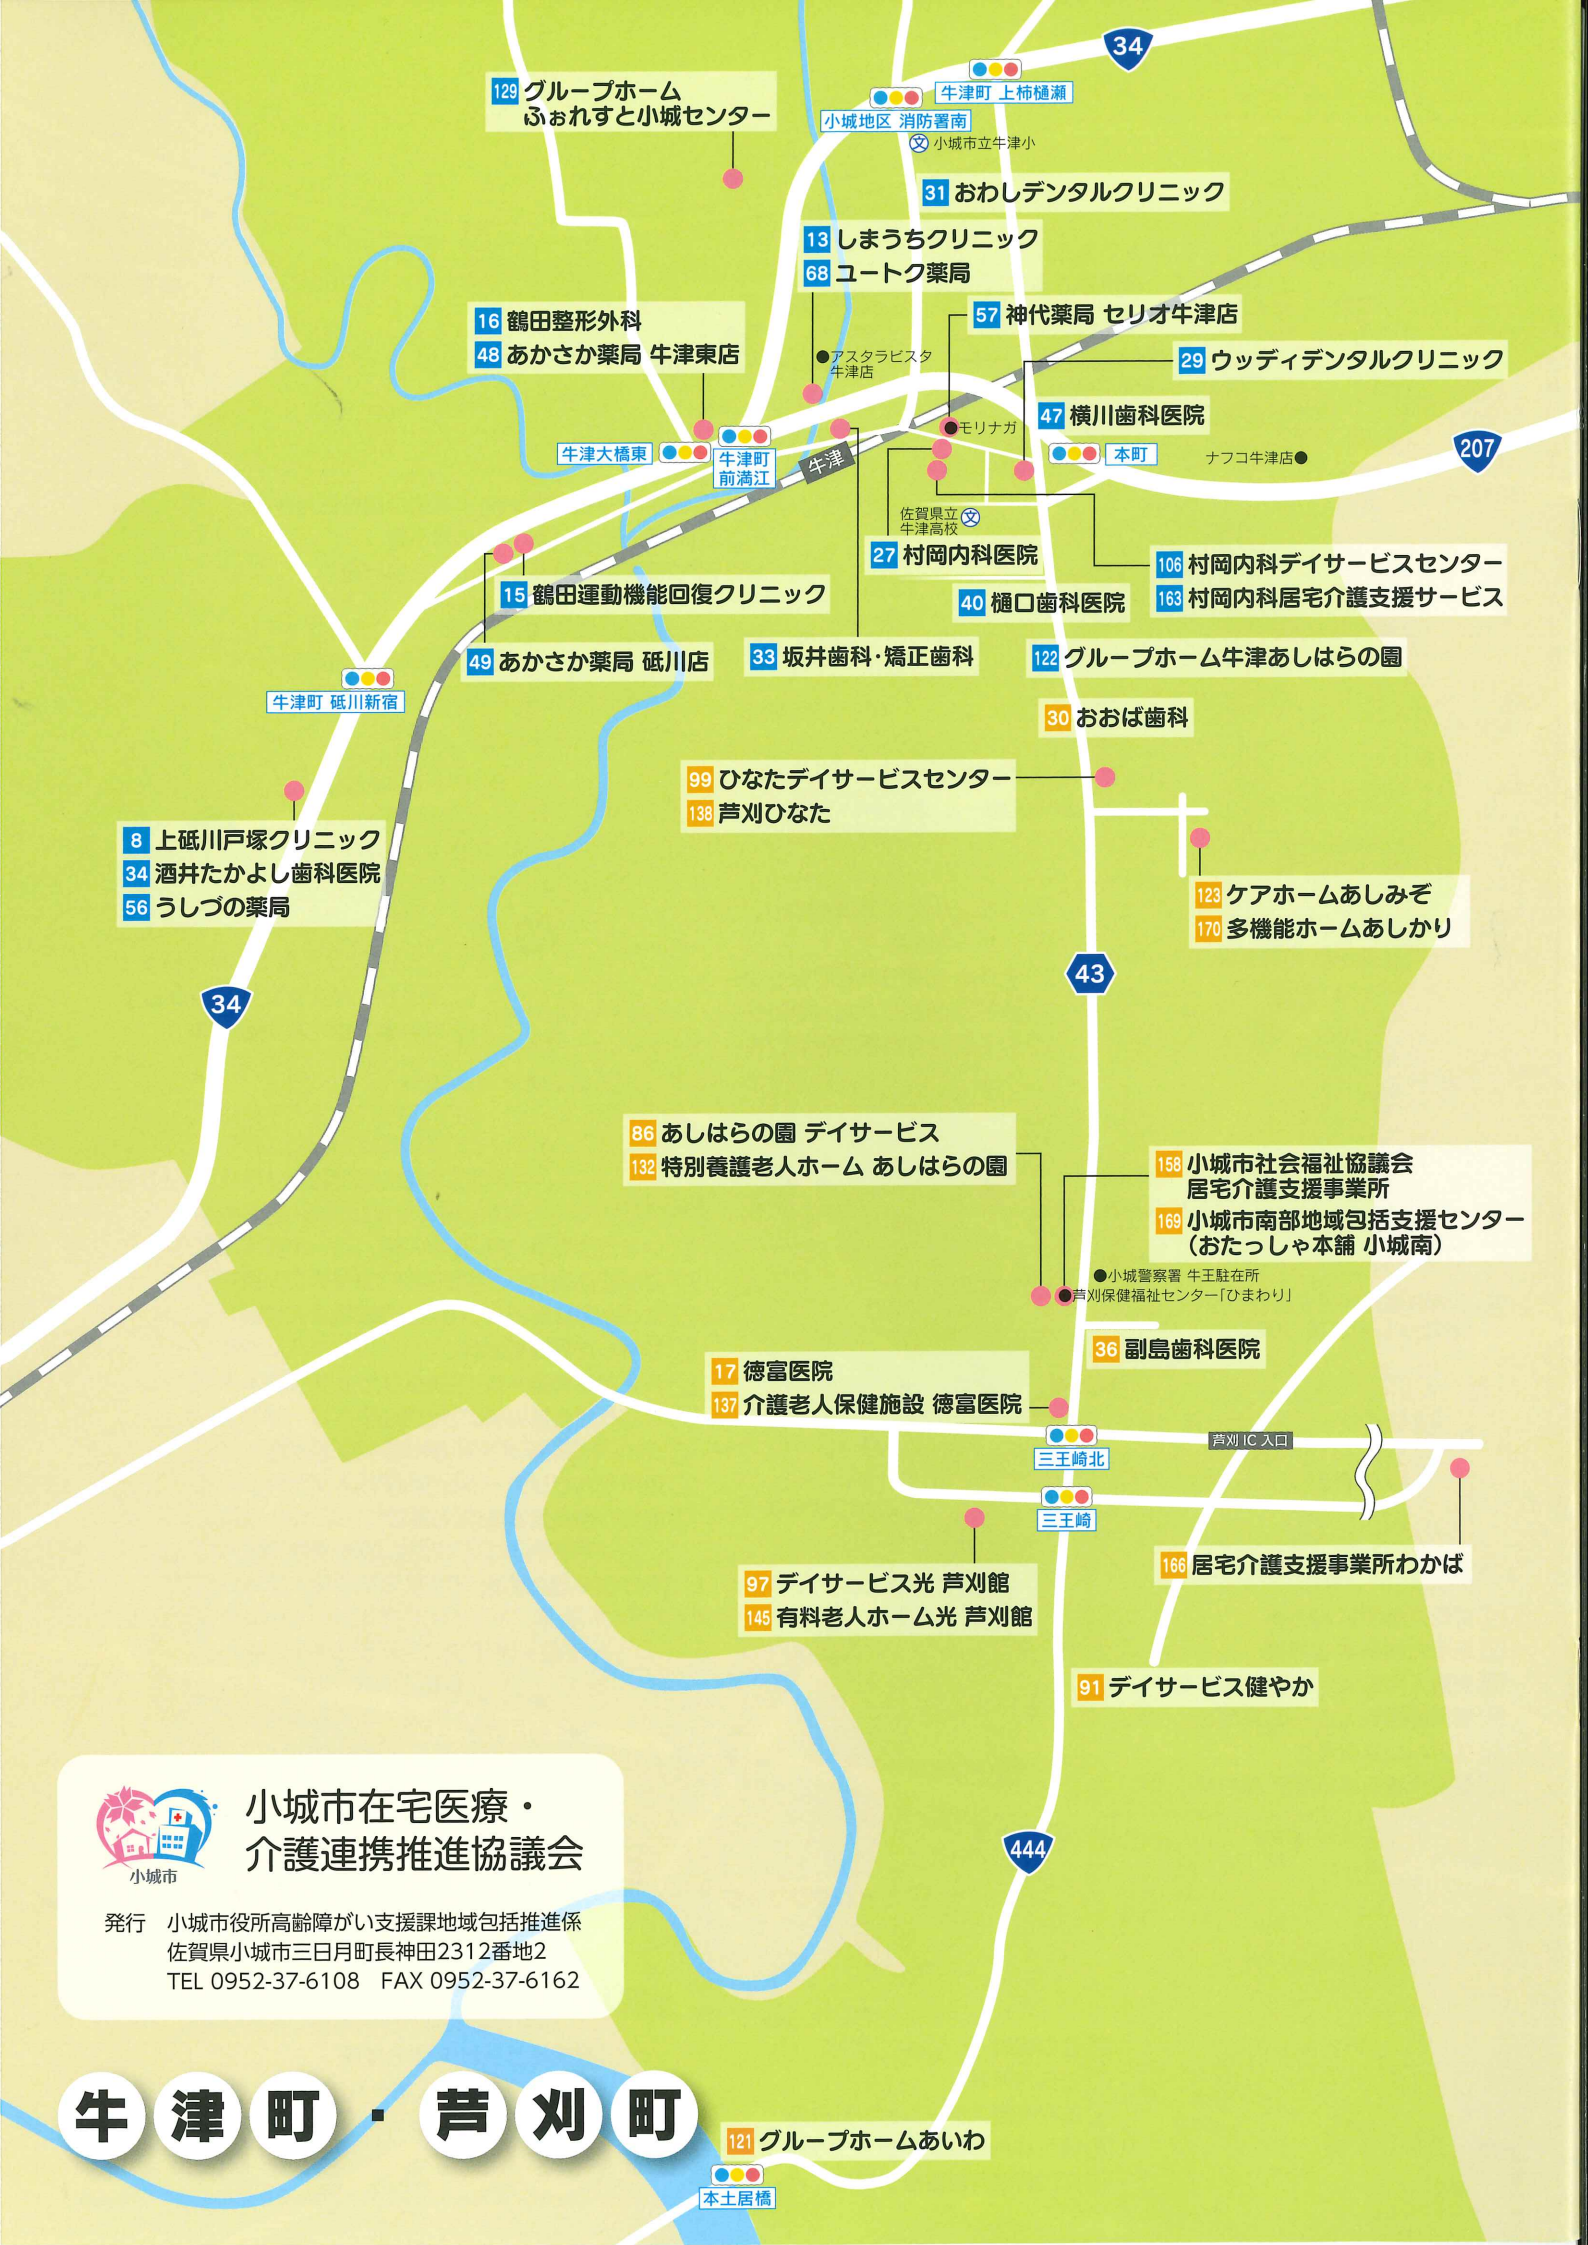 34
牛津町 上柿樋瀬
129 グループホーム
ふぉれすと小城センター
小城地区 消防署南
文 小城市立牛津小
31 おわしデンタルクリニック
13 しまうちクリニック
68 ユートク薬局
57 神代薬局 セリオ牛津店
16 鶴田整形外科
48 あかさか薬局 牛津東店
アスタラビスタ
牛津店
29 ウッディデンタルクリニック
47 横川歯科医院
モリナガ
牛津大橋東
牛津町
前満江
牛津
本町
ナフコ牛津店
207
佐賀県立
牛津高校
文
27 村岡内科医院
106 村岡内科デイサービスセンター
163 村岡内科居宅介護支援サービス
15 鶴田運動機能回復クリニック
40 樋口歯科医院
49 あかさか薬局 砥川店
33 坂井歯科・矯正歯科
122 グループホーム牛津あしはらの園
牛津町 砥川新宿
30 おおば歯科
99 ひなたデイサービスセンター
138 芦刈ひなた
8 上砥川戸塚クリニック
34 酒井たかよし歯科医院
56 うしづの薬局
123 ケアホームあしみぞ
170 多機能ホームあしかり
43
34
86 あしはらの園 デイサービス
132 特別養護老人ホーム あしはらの園
158 小城市社会福祉協議会
居宅介護支援事業所
169 小城市南部地域包括支援センター
（おたっしゃ本舗 小城南）
小城警察署 牛王駐在所
芦刈保健福祉センター「ひまわり」
36 副島歯科医院
17 徳富医院
137 介護老人保健施設 徳富医院
三王崎北
芦刈 IC 入口
三王崎
166 居宅介護支援事業所わかば
97 デイサービス光 芦刈館
145 有料老人ホーム光 芦刈館
91 デイサービス健やか
444
小城市
小城市在宅医療・
介護連携推進協議会
発行 小城市役所高齢障がい支援課地域包括推進係
佐賀県小城市三日月町長神田2312番地2
TEL 0952-37-6108 FAX 0952-37-6162
牛津町・芦刈町
121 グループホームあいわ
本土居橋